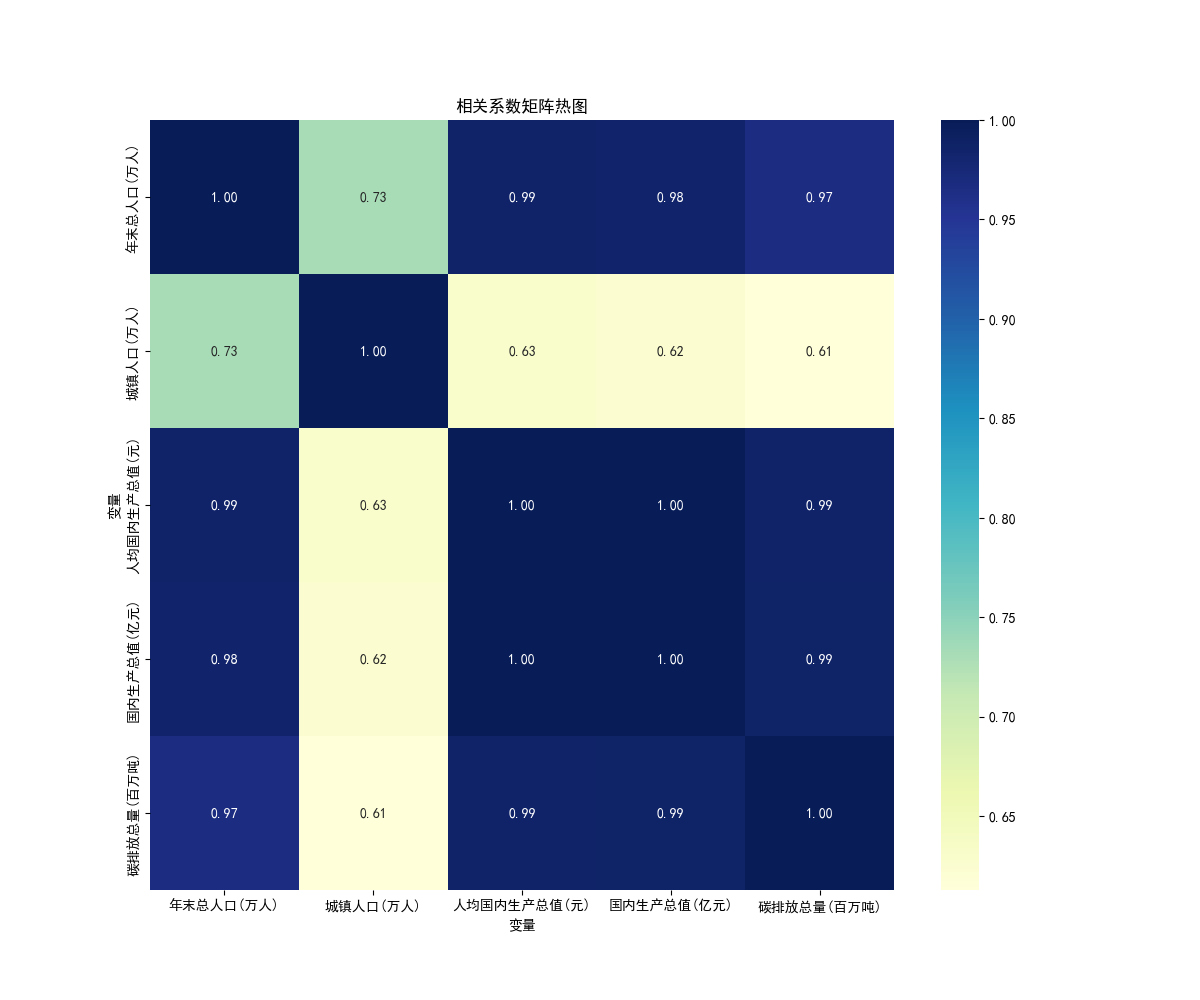 相关系数矩阵热图
年末总人口(万人)
1.00
0.73
0.99
0.98
0.97
城镇人口(万人)
0.73
1.00
0.63
0.62
0.61
变量
人均国内生产总值(元)
0.99
0.63
1.00
1.00
0.99
国内生产总值(亿元)
0.98
0.62
1.00
1.00
0.99
碳排放总量(百万吨)
0.97
0.61
0.99
0.99
1.00
年末总人口(万人)
城镇人口(万人)
人均国内生产总值(元)
国内生产总值(亿元)
碳排放总量(百万吨)
变量
1.00
0.95
0.90
0.85
0.80
0.75
0.70
0.65